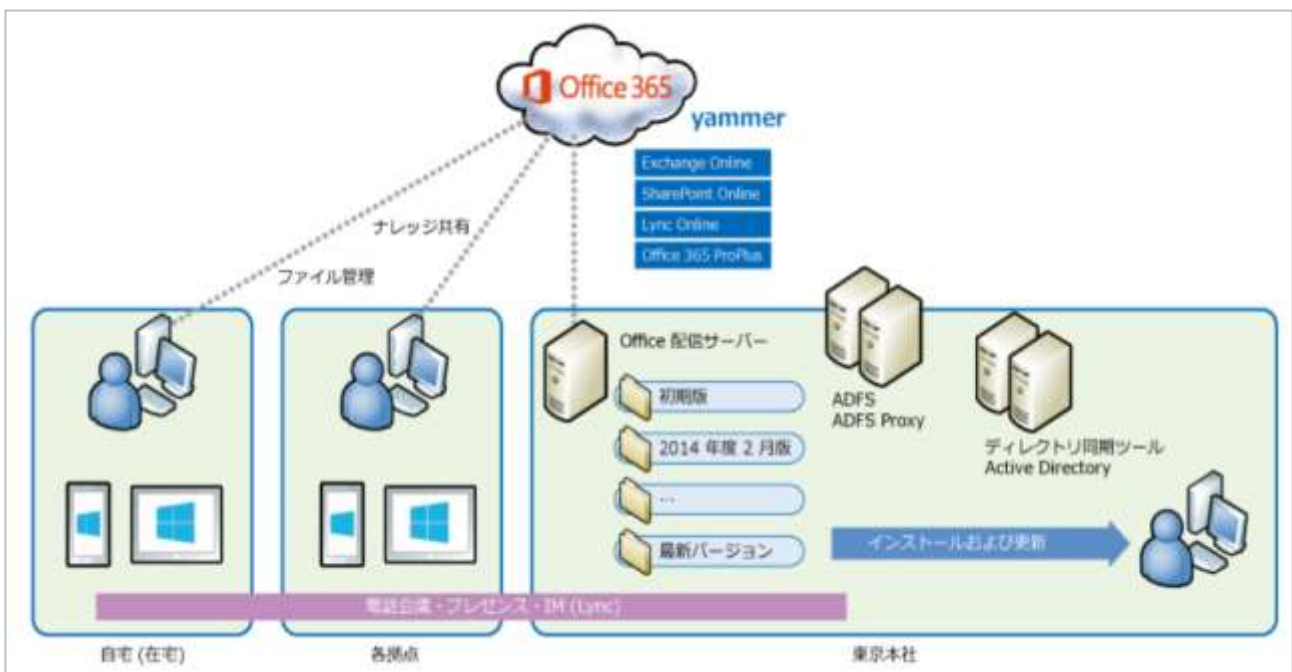 Office 365
yammer
Exchange Online
SharePoint Online
Lync Online
Office 365 ProPlus
ナレッジ共有
ファイル管理
Office 配信サーバー
初期版
2014 年度 2 月版
...
最新バージョン
ADFS
ADFS Proxy
ディレクトリ同期ツール
Active Directory
インストールおよび更新
電話会議・プレゼンス・IM (Lync)
自宅 (在宅)
各拠点
東京本社